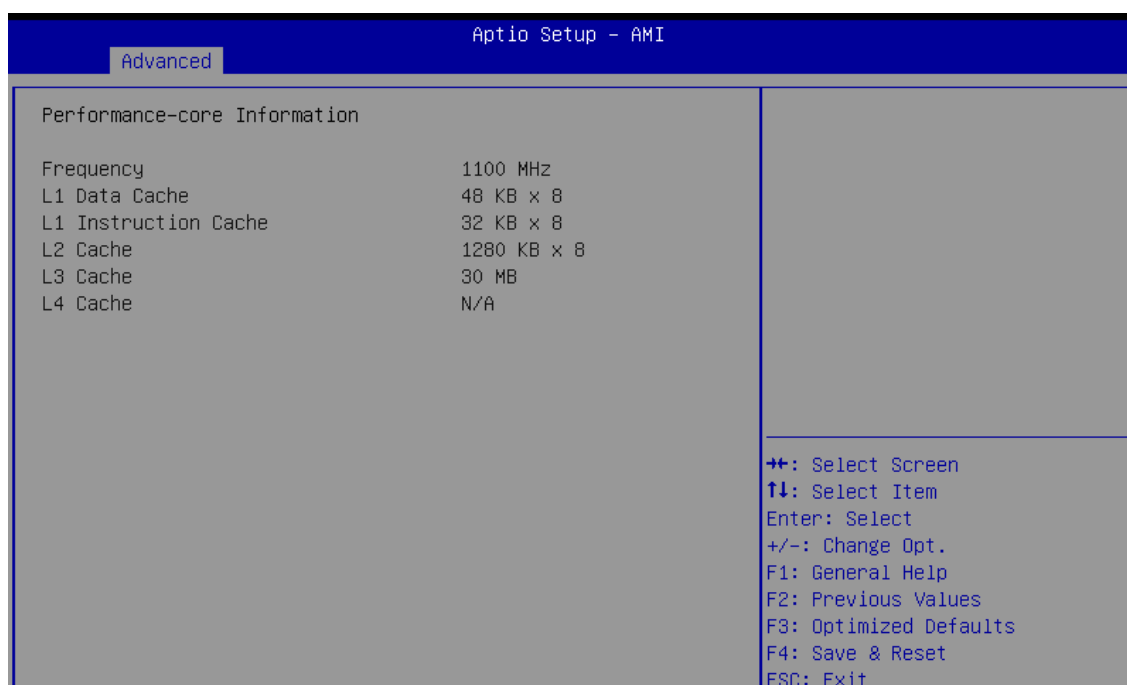 Aptio Setup - AMI
Advanced
Performance-core Information
Frequency 1100 MHz
L1 Data Cache 48 KB x 8
L1 Instruction Cache 32 KB x 8
L2 Cache 1280 KB x 8
L3 Cache 30 MB
L4 Cache N/A
→←: Select Screen
↑↓: Select Item
Enter: Select
+/-: Change Opt.
F1: General Help
F2: Previous Values
F3: Optimized Defaults
F4: Save & Reset
ESC: Exit